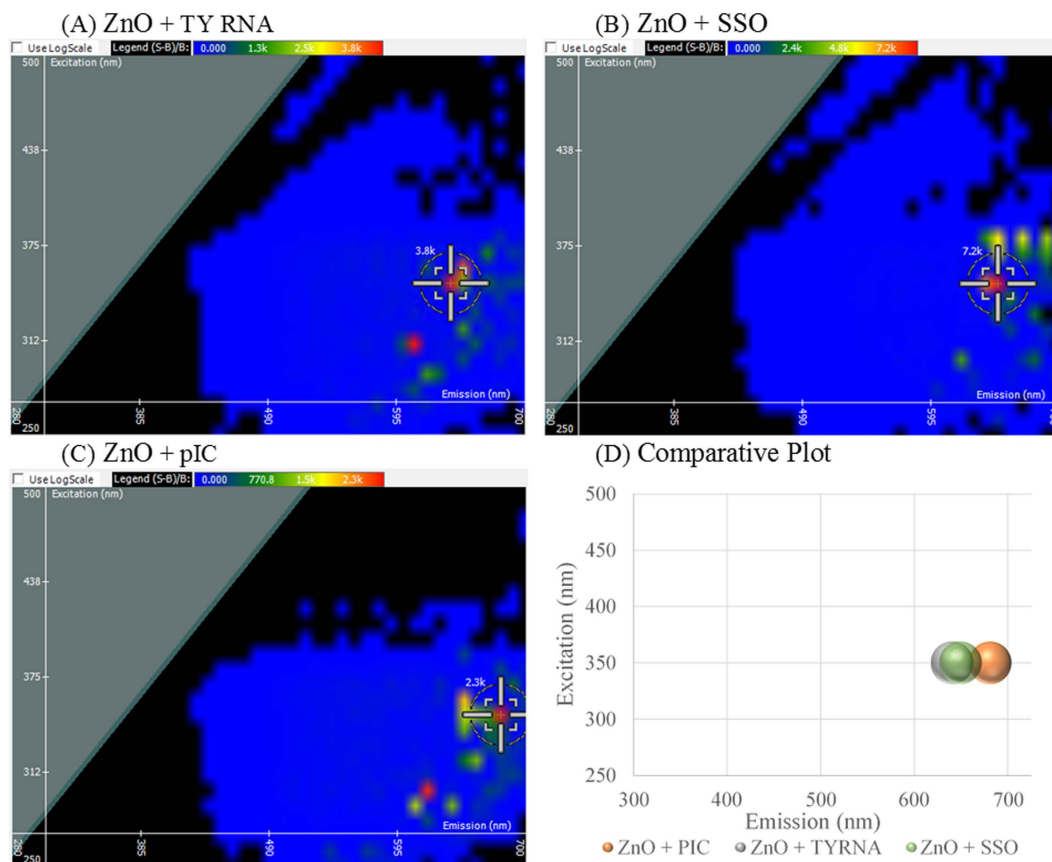 (A) ZnO + TY RNA
Use LogScale Legend (S-B)/B: 0.000 1.3k 2.5k 3.8k
500 Excitation (nm)
438
375
3.8k
312
Emission (nm)
280 385 490 595 700
250
(B) ZnO + SSO
Use LogScale Legend (S-B)/B: 0.000 2.4k 4.8k 7.2k
500 Excitation (nm)
438
375
7.2k
312
Emission (nm)
280 385 490 595 700
250
(C) ZnO + pIC
Use LogScale Legend (S-B)/B: 0.000 770.8 1.5k 2.3k
500 Excitation (nm)
438
375
2.3k
312
Emission (nm)
280 385 490 595 700
250
(D) Comparative Plot
500
450
400
350
300
250
Excitation (nm)
300 400 500 600 700
Emission (nm)
ZnO + PIC ZnO + TYRNA ZnO + SSO